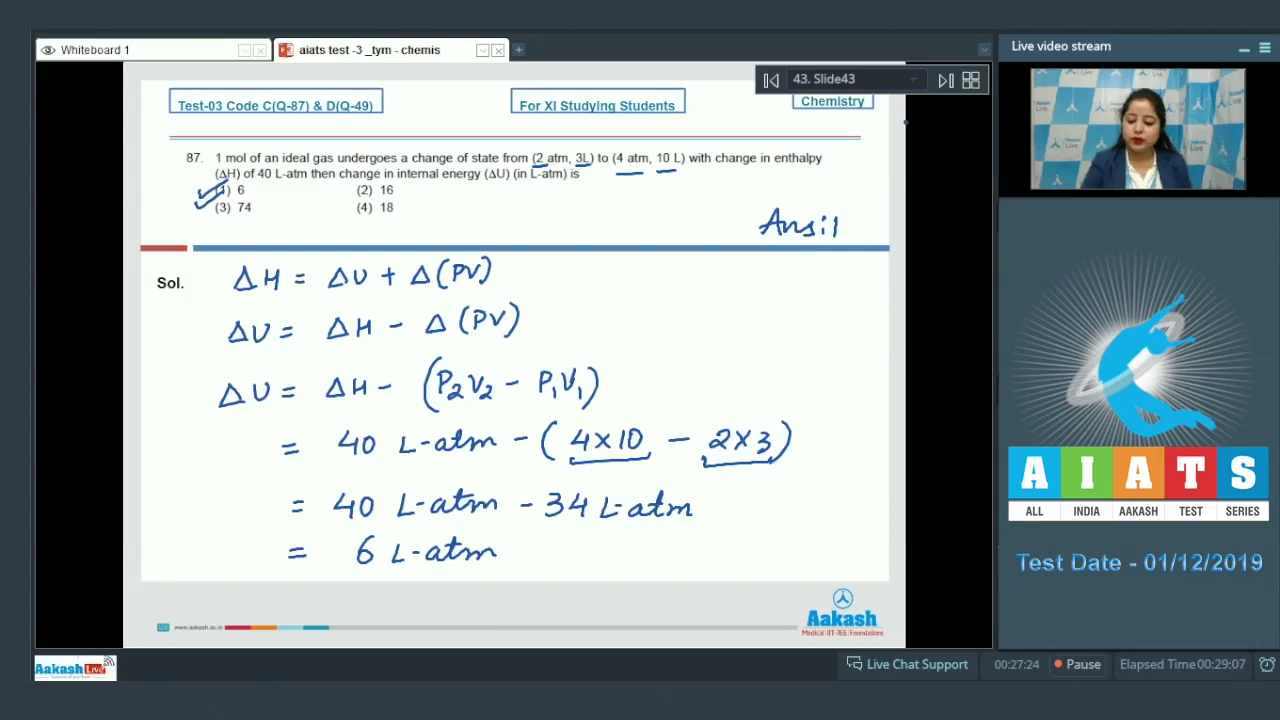 Whiteboard 1
aiats test -3 _tym - chemis
Live video stream
43. Slide43
Test-03 Code C(Q-87) & D(Q-49)
For XI Studying Students
Chemistry
87. 1 mol of an ideal gas undergoes a change of state from (2 atm, 3L) to (4 atm, 10 L) with change in enthalpy
(ΔH) of 40 L-atm then change in internal energy (ΔU) (in L-atm) is
(1) 6
(2) 16
(3) 74
(4) 18
Ans:1
Sol.
ΔH = ΔU + Δ(PV)
ΔU = ΔH - Δ(PV)
ΔU = ΔH - (P₂V₂ - P₁V₁)
= 40 L-atm - (4×10 - 2×3)
= 40 L-atm - 34 L-atm
= 6 L-atm
www.aakash.ac.in
Aakash
Medical | IIT-JEE | Foundations
Aakash Live
AIATS
ALL INDIA AAKASH TEST SERIES
Test Date - 01/12/2019
Live Chat Support
00:27:24
Pause
Elapsed Time 00:29:07